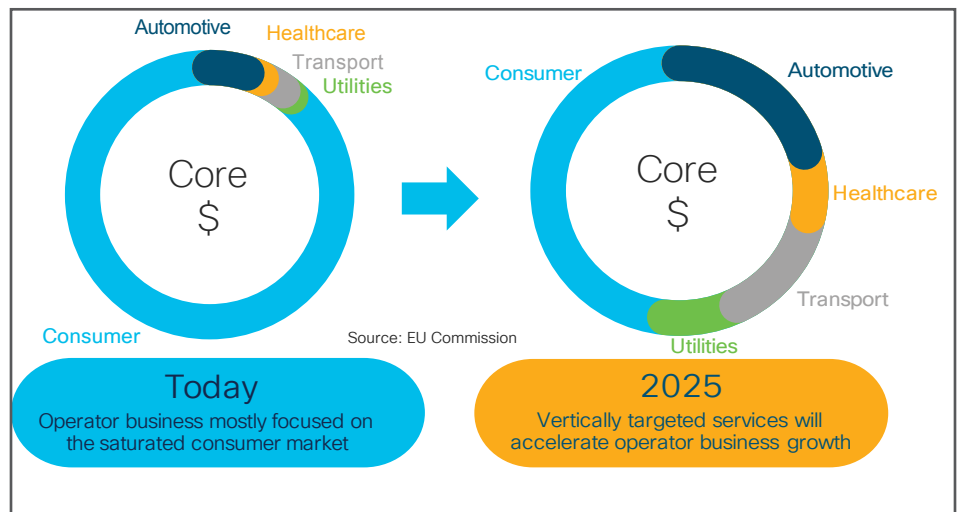 Automotive
Healthcare
Transport
Utilities
Core
$
Consumer
Consumer
Automotive
Core
$
Healthcare
Transport
Utilities
Source: EU Commission
Today
Operator business mostly focused on
the saturated consumer market
2025
Vertically targeted services will
accelerate operator business growth